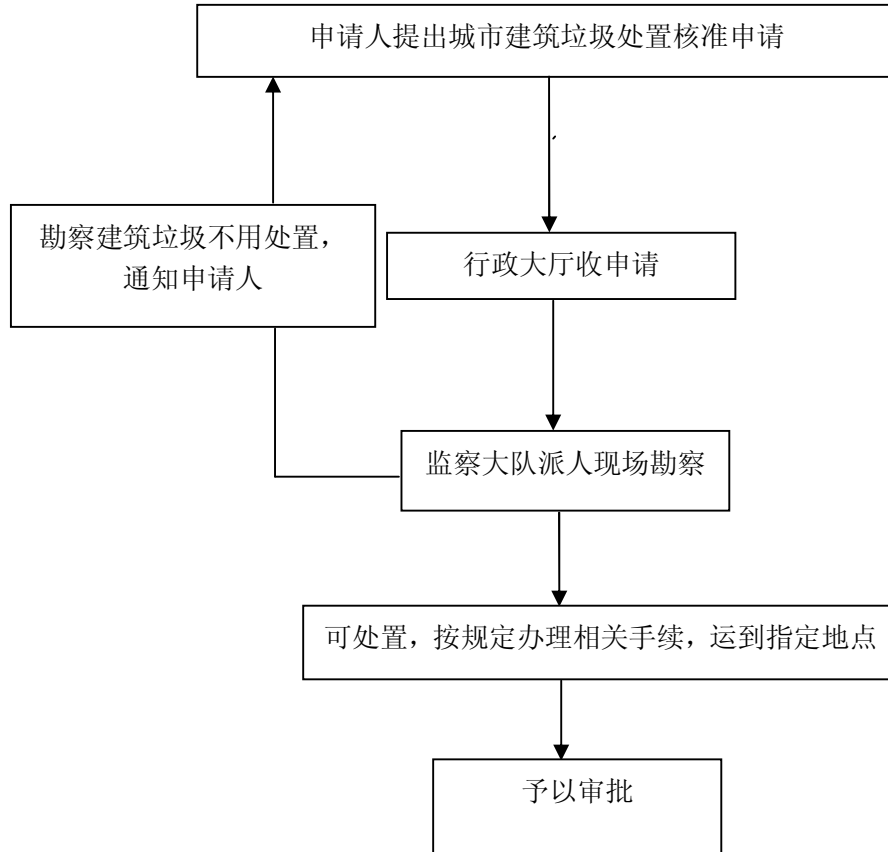 申请人提出城市建筑垃圾处置核准申请
勘察建筑垃圾不用处置，
通知申请人
行政大厅收申请
监察大队派人现场勘察
可处置，按规定办理相关手续，运到指定地点
予以审批